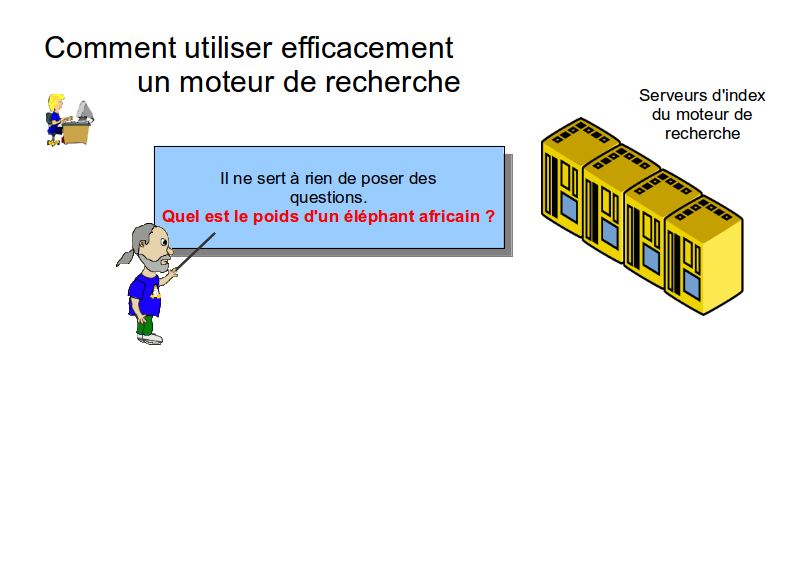 Comment utiliser efficacement
un moteur de recherche
Serveurs d'index
du moteur de
recherche
Il ne sert à rien de poser des
questions.
Quel est le poids d'un éléphant africain ?